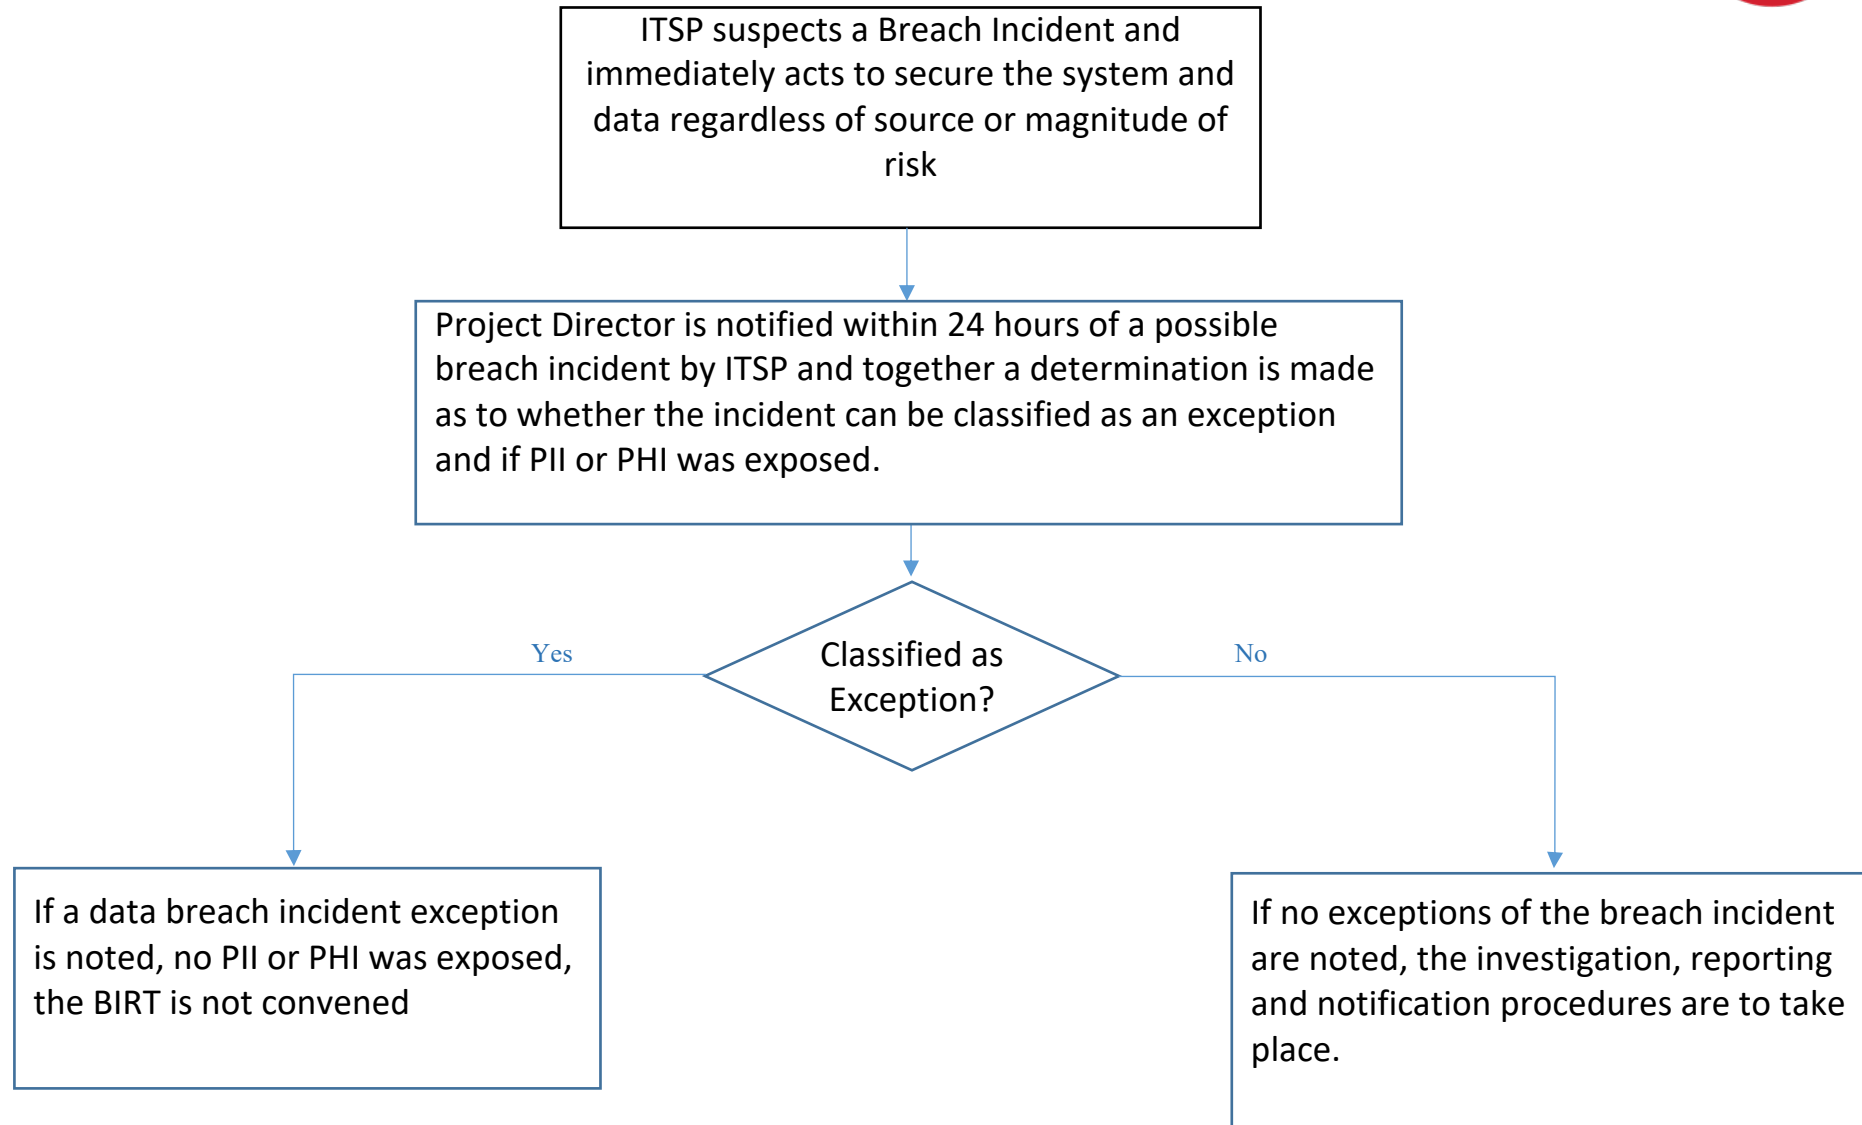 ITSP suspects a Breach Incident and
immediately acts to secure the system and
data regardless of source or magnitude of
risk
Project Director is notified within 24 hours of a possible
breach incident by ITSP and together a determination is made
as to whether the incident can be classified as an exception
and if PII or PHI was exposed.
Classified as
Exception?
Yes
No
If a data breach incident exception
is noted, no PII or PHI was exposed,
the BIRT is not convened
If no exceptions of the breach incident
are noted, the investigation, reporting
and notification procedures are to take
place.